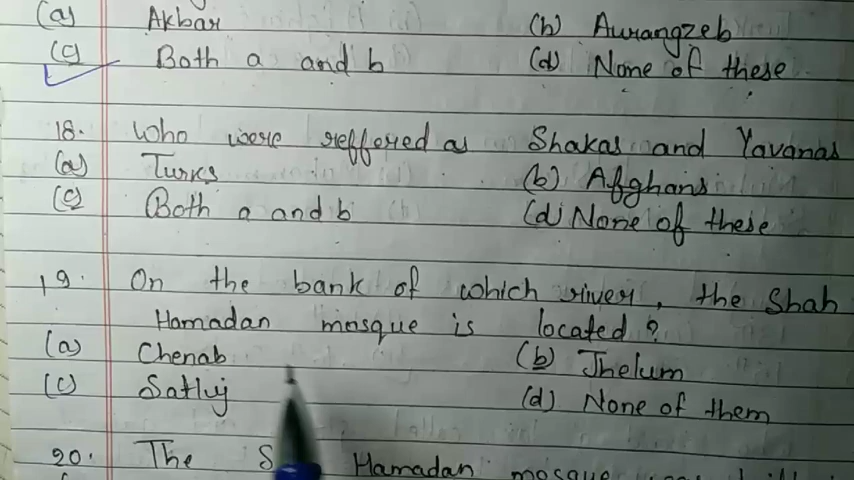 (a) Akbar (b) Aurangzeb
(c) Both a and b (d) None of these
18. Who were reffered as Shakas and Yavanas
(a) Turks (b) Afghans
(c) Both a and b (d) None of these
19. On the bank of which river, the Shah
Hamadan mosque is located?
(a) Chenab (b) Jhelum
(c) Satluj (d) None of them
20. The Hamadan mosque